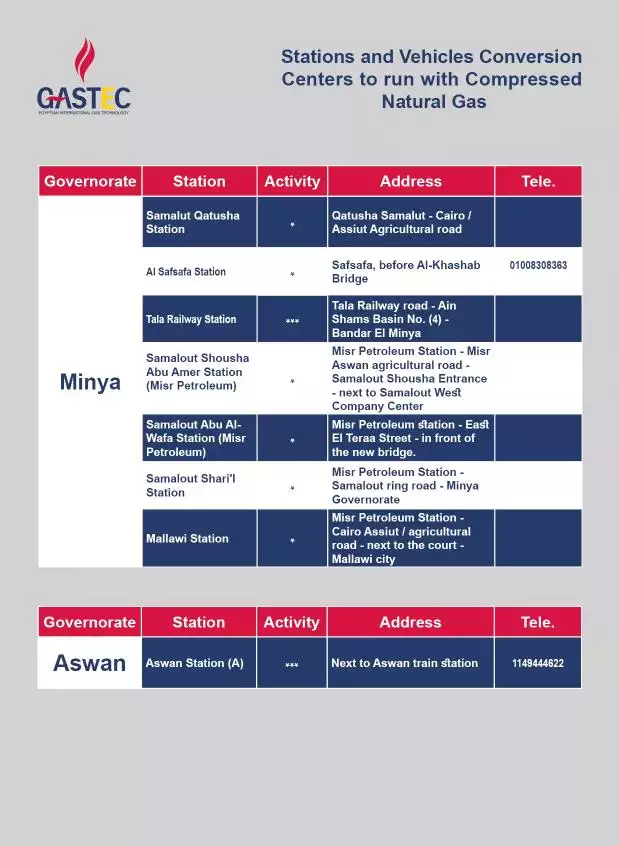 GASTEC
EGYPTIAN INTERNATIONAL GAS TECHNOLOGY
Stations and Vehicles Conversion
Centers to run with Compressed
Natural Gas
Governorate Station Activity Address Tele.
Minya
Samalut Qatusha
Station
*
Qatusha Samalut - Cairo /
Assiut Agricultural road
Al Safsafa Station
*
Safsafa, before Al-Khashab
Bridge
01008308363
Tala Railway Station
***
Tala Railway road - Ain
Shams Basin No. (4) -
Bandar El Minya
Samalout Shousha
Abu Amer Station
(Misr Petroleum)
*
Misr Petroleum Station - Misr
Aswan agricultural road -
Samalout Shousha Entrance
- next to Samalout West
Company Center
Samalout Abu Al-
Wafa Station (Misr
Petroleum)
*
Misr Petroleum station - East
El Teraa Street - in front of
the new bridge.
Samalout Shari'l
Station
*
Misr Petroleum Station -
Samalout ring road - Minya
Governorate
Mallawi Station
*
Misr Petroleum Station -
Cairo Assiut / agricultural
road - next to the court -
Mallawi city
Governorate Station Activity Address Tele.
Aswan
Aswan Station (A)
***
Next to Aswan train station
1149444622